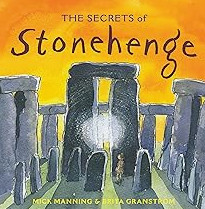 THE SECRETS of
Stonehenge
MICK MANNING & BRITA GRANSTRÖM